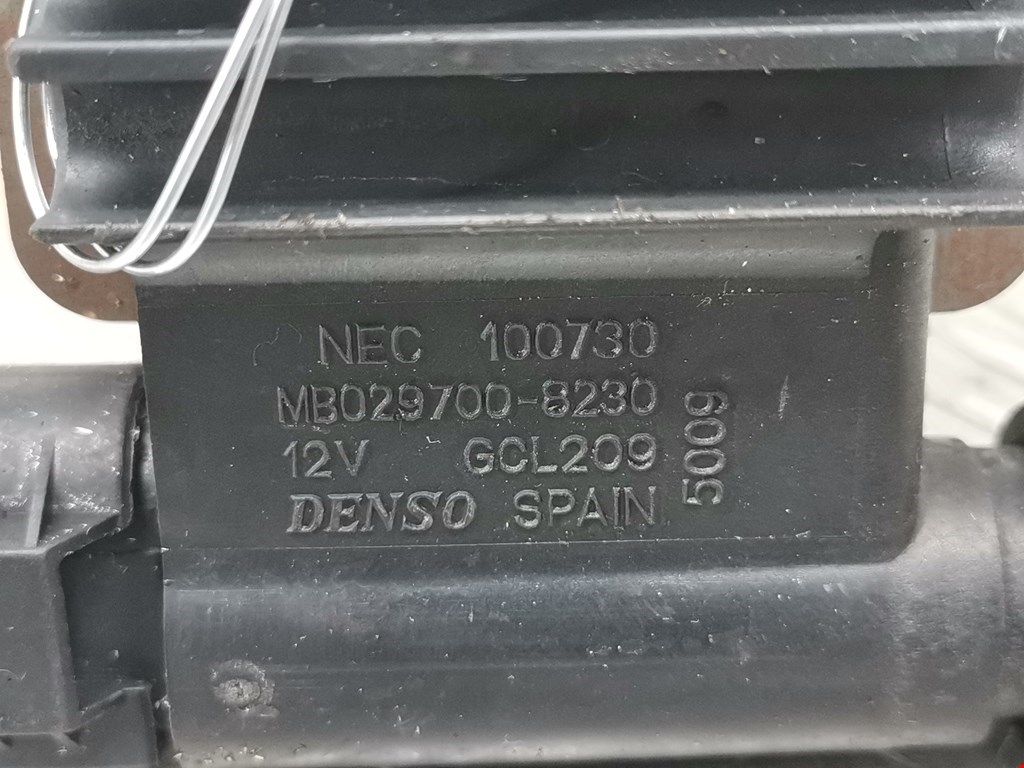 NEC 100730
MB029700-8230
12V GCL209
DENSO SPAIN
5009